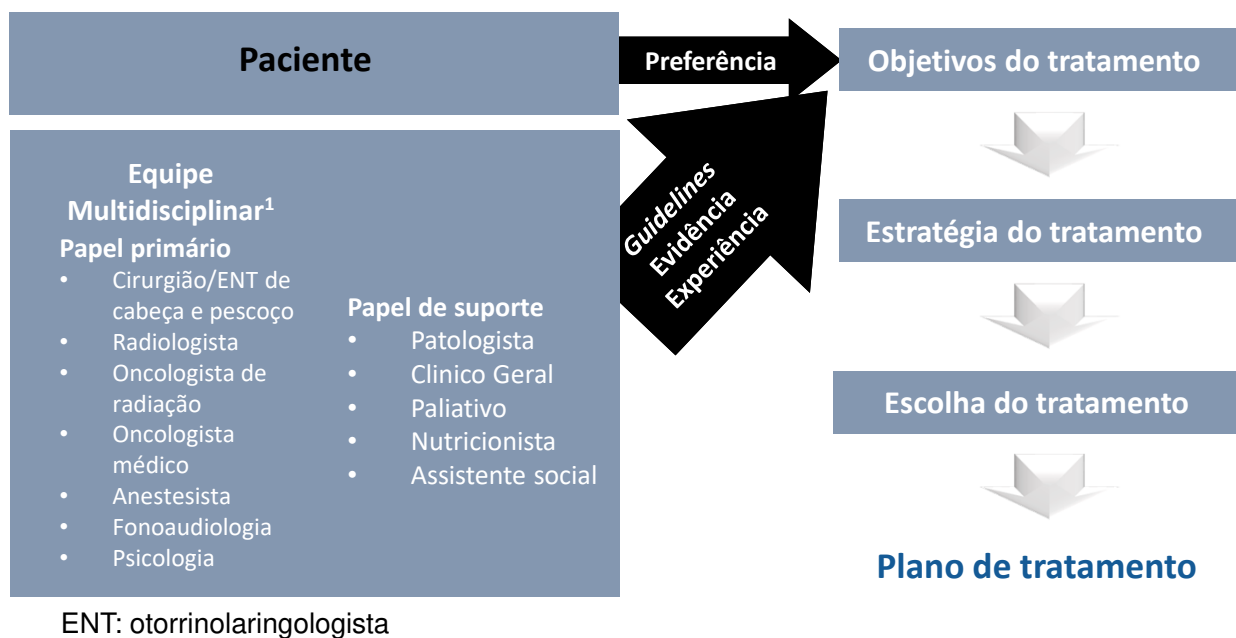 Paciente
Preferência
Equipe
Multidisciplinar1
Papel primário
• Cirurgião/ENT de
cabeça e pescoço
• Radiologista
• Oncologista de
radiação
• Oncologista
médico
• Anestesista
• Fonoaudiologia
• Psicologia
Papel de suporte
• Patologista
• Clinico Geral
• Paliativo
• Nutricionista
• Assistente social
Guidelines
Evidência
Experiência
Objetivos do tratamento
Estratégia do tratamento
Escolha do tratamento
Plano de tratamento
ENT: otorrinolaringologista